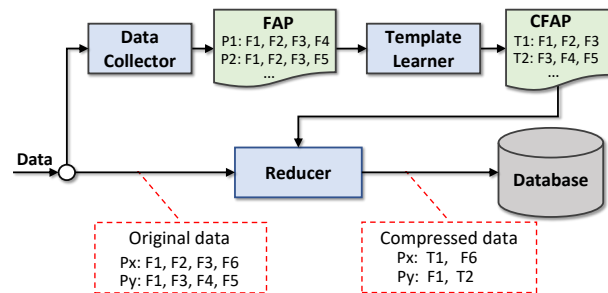 FAP
CFAP
Data
Collector
P1: F1, F2, F3, F4
P2: F1, F2, F3, F5
...
Template
Learner
T1: F1, F2, F3
T2: F3, F4, F5
...
Data
Reducer
Database
Original data
Px: F1, F2, F3, F6
Py: F1, F3, F4, F5
Compressed data
Px: T1, F6
Py: F1, T2